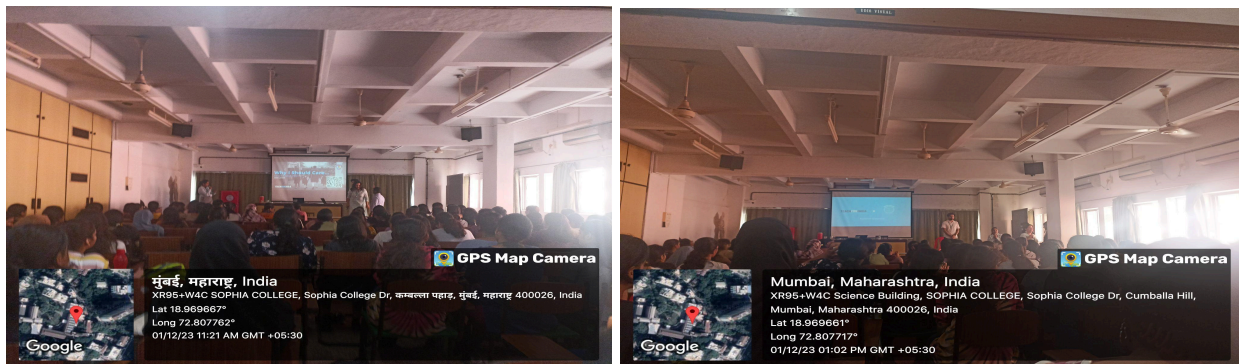 GPS Map Camera
मुंबई, महाराष्ट्र, India
XR95+W4C SOPHIA COLLEGE, Sophia College Dr, कम्बल्ला पहाड़, मुंबई, महाराष्ट्र 400026, India
Lat 18.969667°
Long 72.807762°
01/12/23 11:21 AM GMT +05:30
Google
GPS Map Camera
Mumbai, Maharashtra, India
XR95+W4C Science Building, SOPHIA COLLEGE, Sophia College Dr, Cumballa Hill,
Mumbai, Maharashtra 400026, India
Lat 18.969661°
Long 72.807717°
01/12/23 01:02 PM GMT +05:30
Google